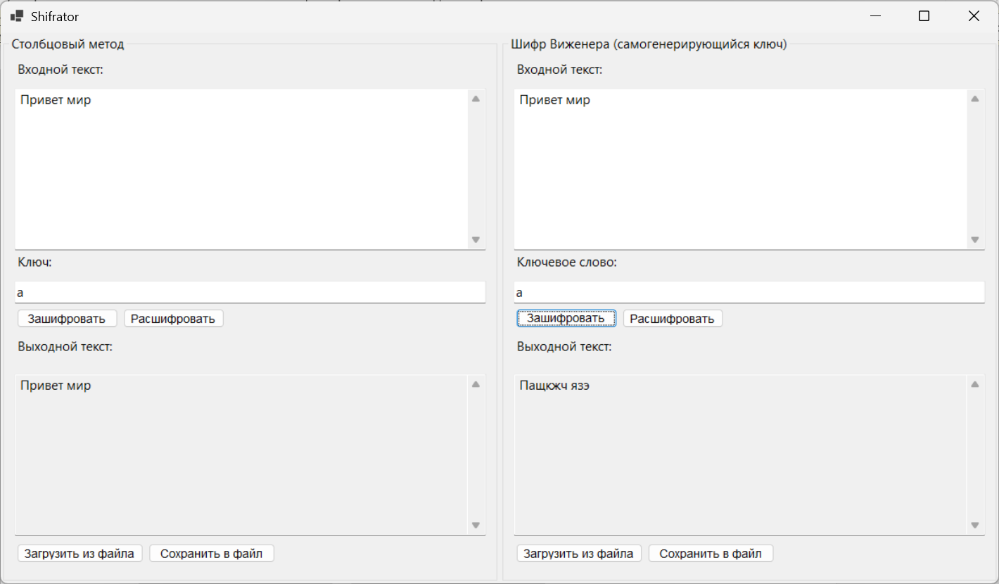 Shifrator
Столбцовый метод
Входной текст:
Привет мир
Ключ:
а
Зашифровать
Расшифровать
Выходной текст:
Привет мир
Загрузить из файла
Сохранить в файл
Шифр Виженера (самогенерирующийся ключ)
Входной текст:
Привет мир
Ключевое слово:
а
Зашифровать
Расшифровать
Выходной текст:
Пащкжч язэ
Загрузить из файла
Сохранить в файл